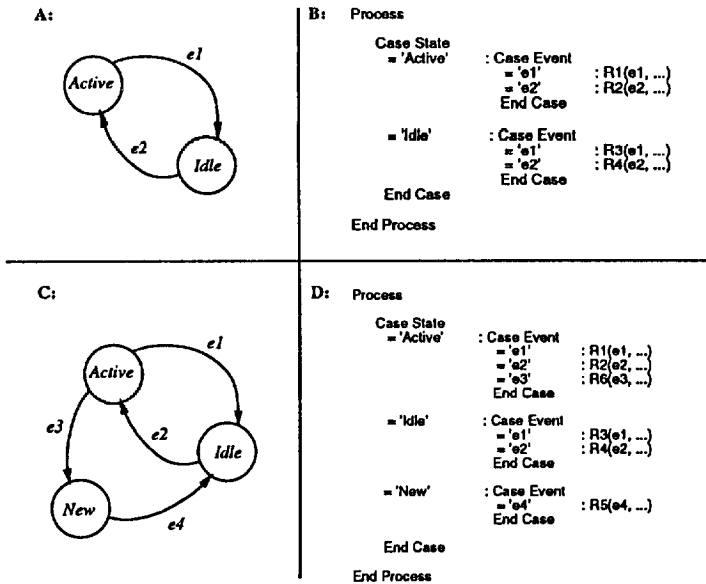 A:
e1
Active
e2
Idle
B: Process
Case State
= 'Active' : Case Event
= 'e1' : R1(e1, ...)
= 'e2' : R2(e2, ...)
End Case
= 'Idle' : Case Event
= 'e1' : R3(e1, ...)
= 'e2' : R4(e2, ...)
End Case
End Case
End Process
C:
e1
Active
e3
e2
Idle
New
e4
D: Process
Case State
= 'Active' : Case Event
= 'e1' : R1(e1, ...)
= 'e2' : R2(e2, ...)
= 'e3' : R6(e3, ...)
End Case
= 'Idle' : Case Event
= 'e1' : R3(e1, ...)
= 'e2' : R4(e2, ...)
End Case
= 'New' : Case Event
= 'e4' : R5(e4, ...)
End Case
End Case
End Process